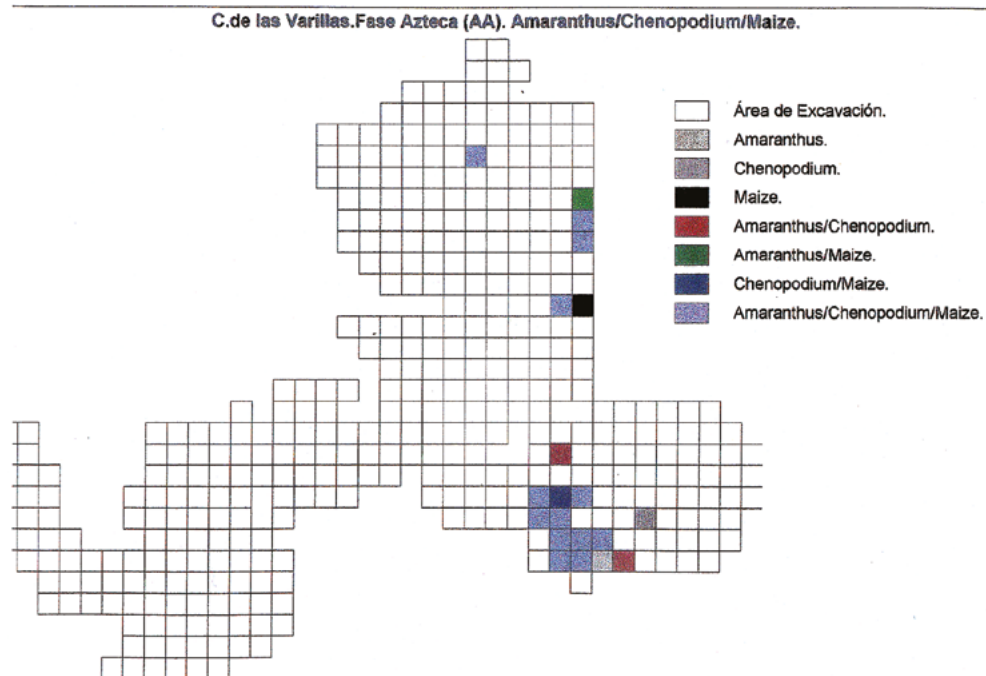 C.de las Varillas.Fase Azteca (AA). Amaranthus/Chenopodium/Maize.
Área de Excavación.
Amaranthus.
Chenopodium.
Maize.
Amaranthus/Chenopodium.
Amaranthus/Maize.
Chenopodium/Maize.
Amaranthus/Chenopodium/Maize.